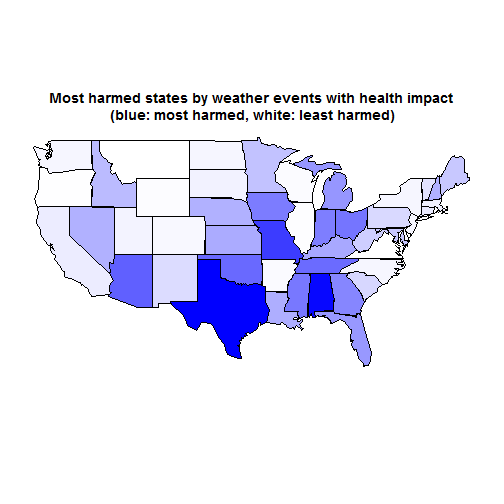 Most harmed states by weather events with health impact
(blue: most harmed, white: least harmed)